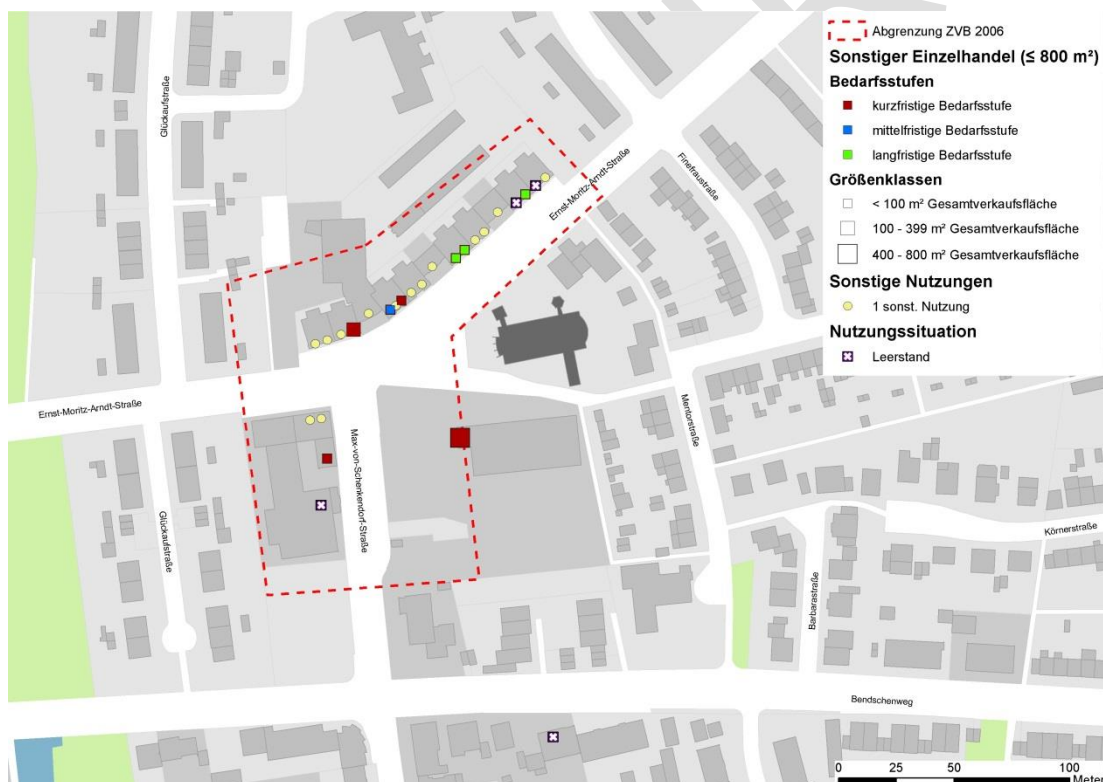 Abgrenzung ZVB 2006
Sonstiger Einzelhandel (≤ 800 m²)
Bedarfsstufen
kurzfristige Bedarfsstufe
mittelfristige Bedarfsstufe
langfristige Bedarfsstufe
Größenklassen
< 100 m² Gesamtverkaufsfläche
100 - 399 m² Gesamtverkaufsfläche
400 - 800 m² Gesamtverkaufsfläche
Sonstige Nutzungen
1 sonst. Nutzung
Nutzungssituation
Leerstand
Glückaufstraße
Ernst-Moritz-Arndt-Straße
Finefraustraße
Ernst-Moritz-Arndt-Straße
Mentorstraße
Max-von-Schenkendorf-Straße
Glückaufstraße
Körnerstraße
Barbarastraße
Bendschenweg
0 50 100
Meter